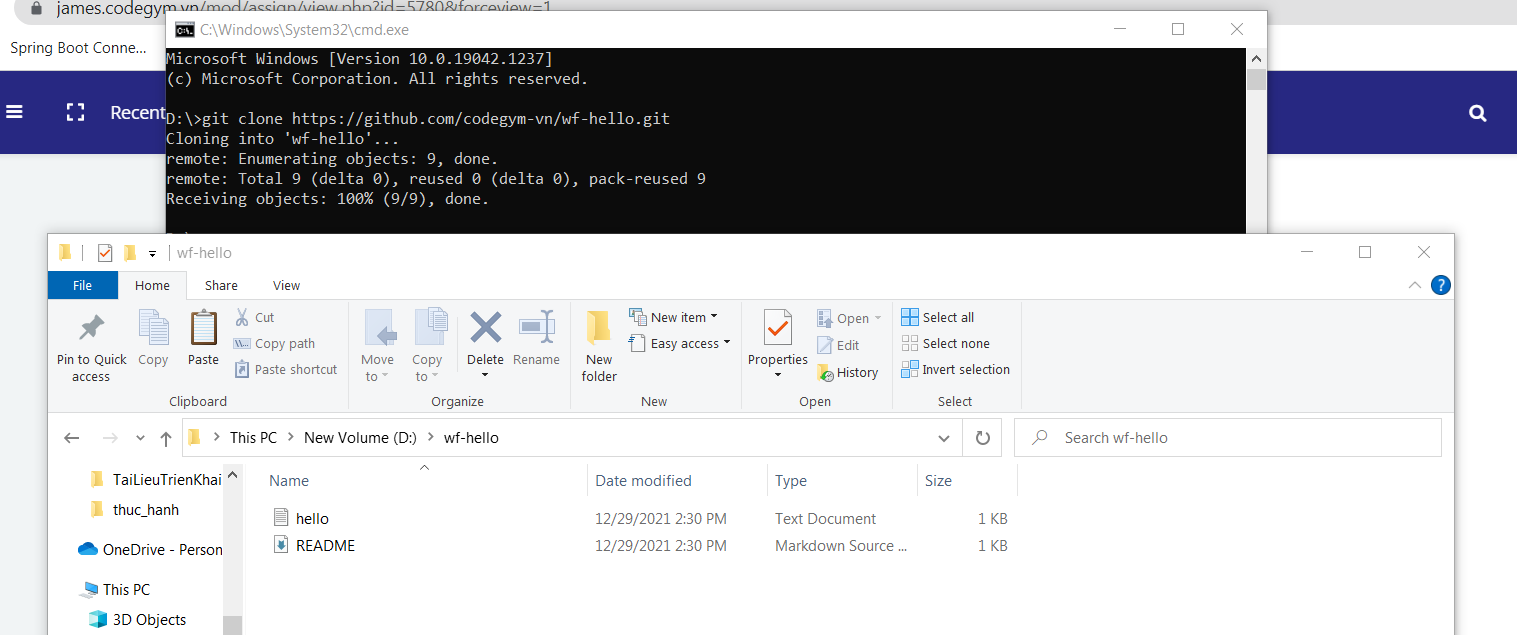 james.codegym.vn/mod/assign/view.php?id=5780&forceview=1
C:\Windows\System32\cmd.exe
Spring Boot Conne...
Microsoft Windows [Version 10.0.19042.1237]
(c) Microsoft Corporation. All rights reserved.
Recent
D:\>git clone https://github.com/codegym-vn/wf-hello.git
Cloning into 'wf-hello'...
remote: Enumerating objects: 9, done.
remote: Total 9 (delta 0), reused 0 (delta 0), pack-reused 9
Receiving objects: 100% (9/9), done.
wf-hello
File Home Share View
Pin to Quick access
Copy
Paste
Cut
Copy path
Paste shortcut
Clipboard
Move to
Copy to
Delete
Rename
Organize
New folder
New item
Easy access
New
Properties
Open
Edit
History
Open
Select all
Select none
Invert selection
Select
This PC > New Volume (D:) > wf-hello
Search wf-hello
TaiLieuTrienKhai
thuc_hanh
OneDrive - Person
This PC
3D Objects
Name Date modified Type Size
hello 12/29/2021 2:30 PM Text Document 1 KB
README 12/29/2021 2:30 PM Markdown Source ... 1 KB